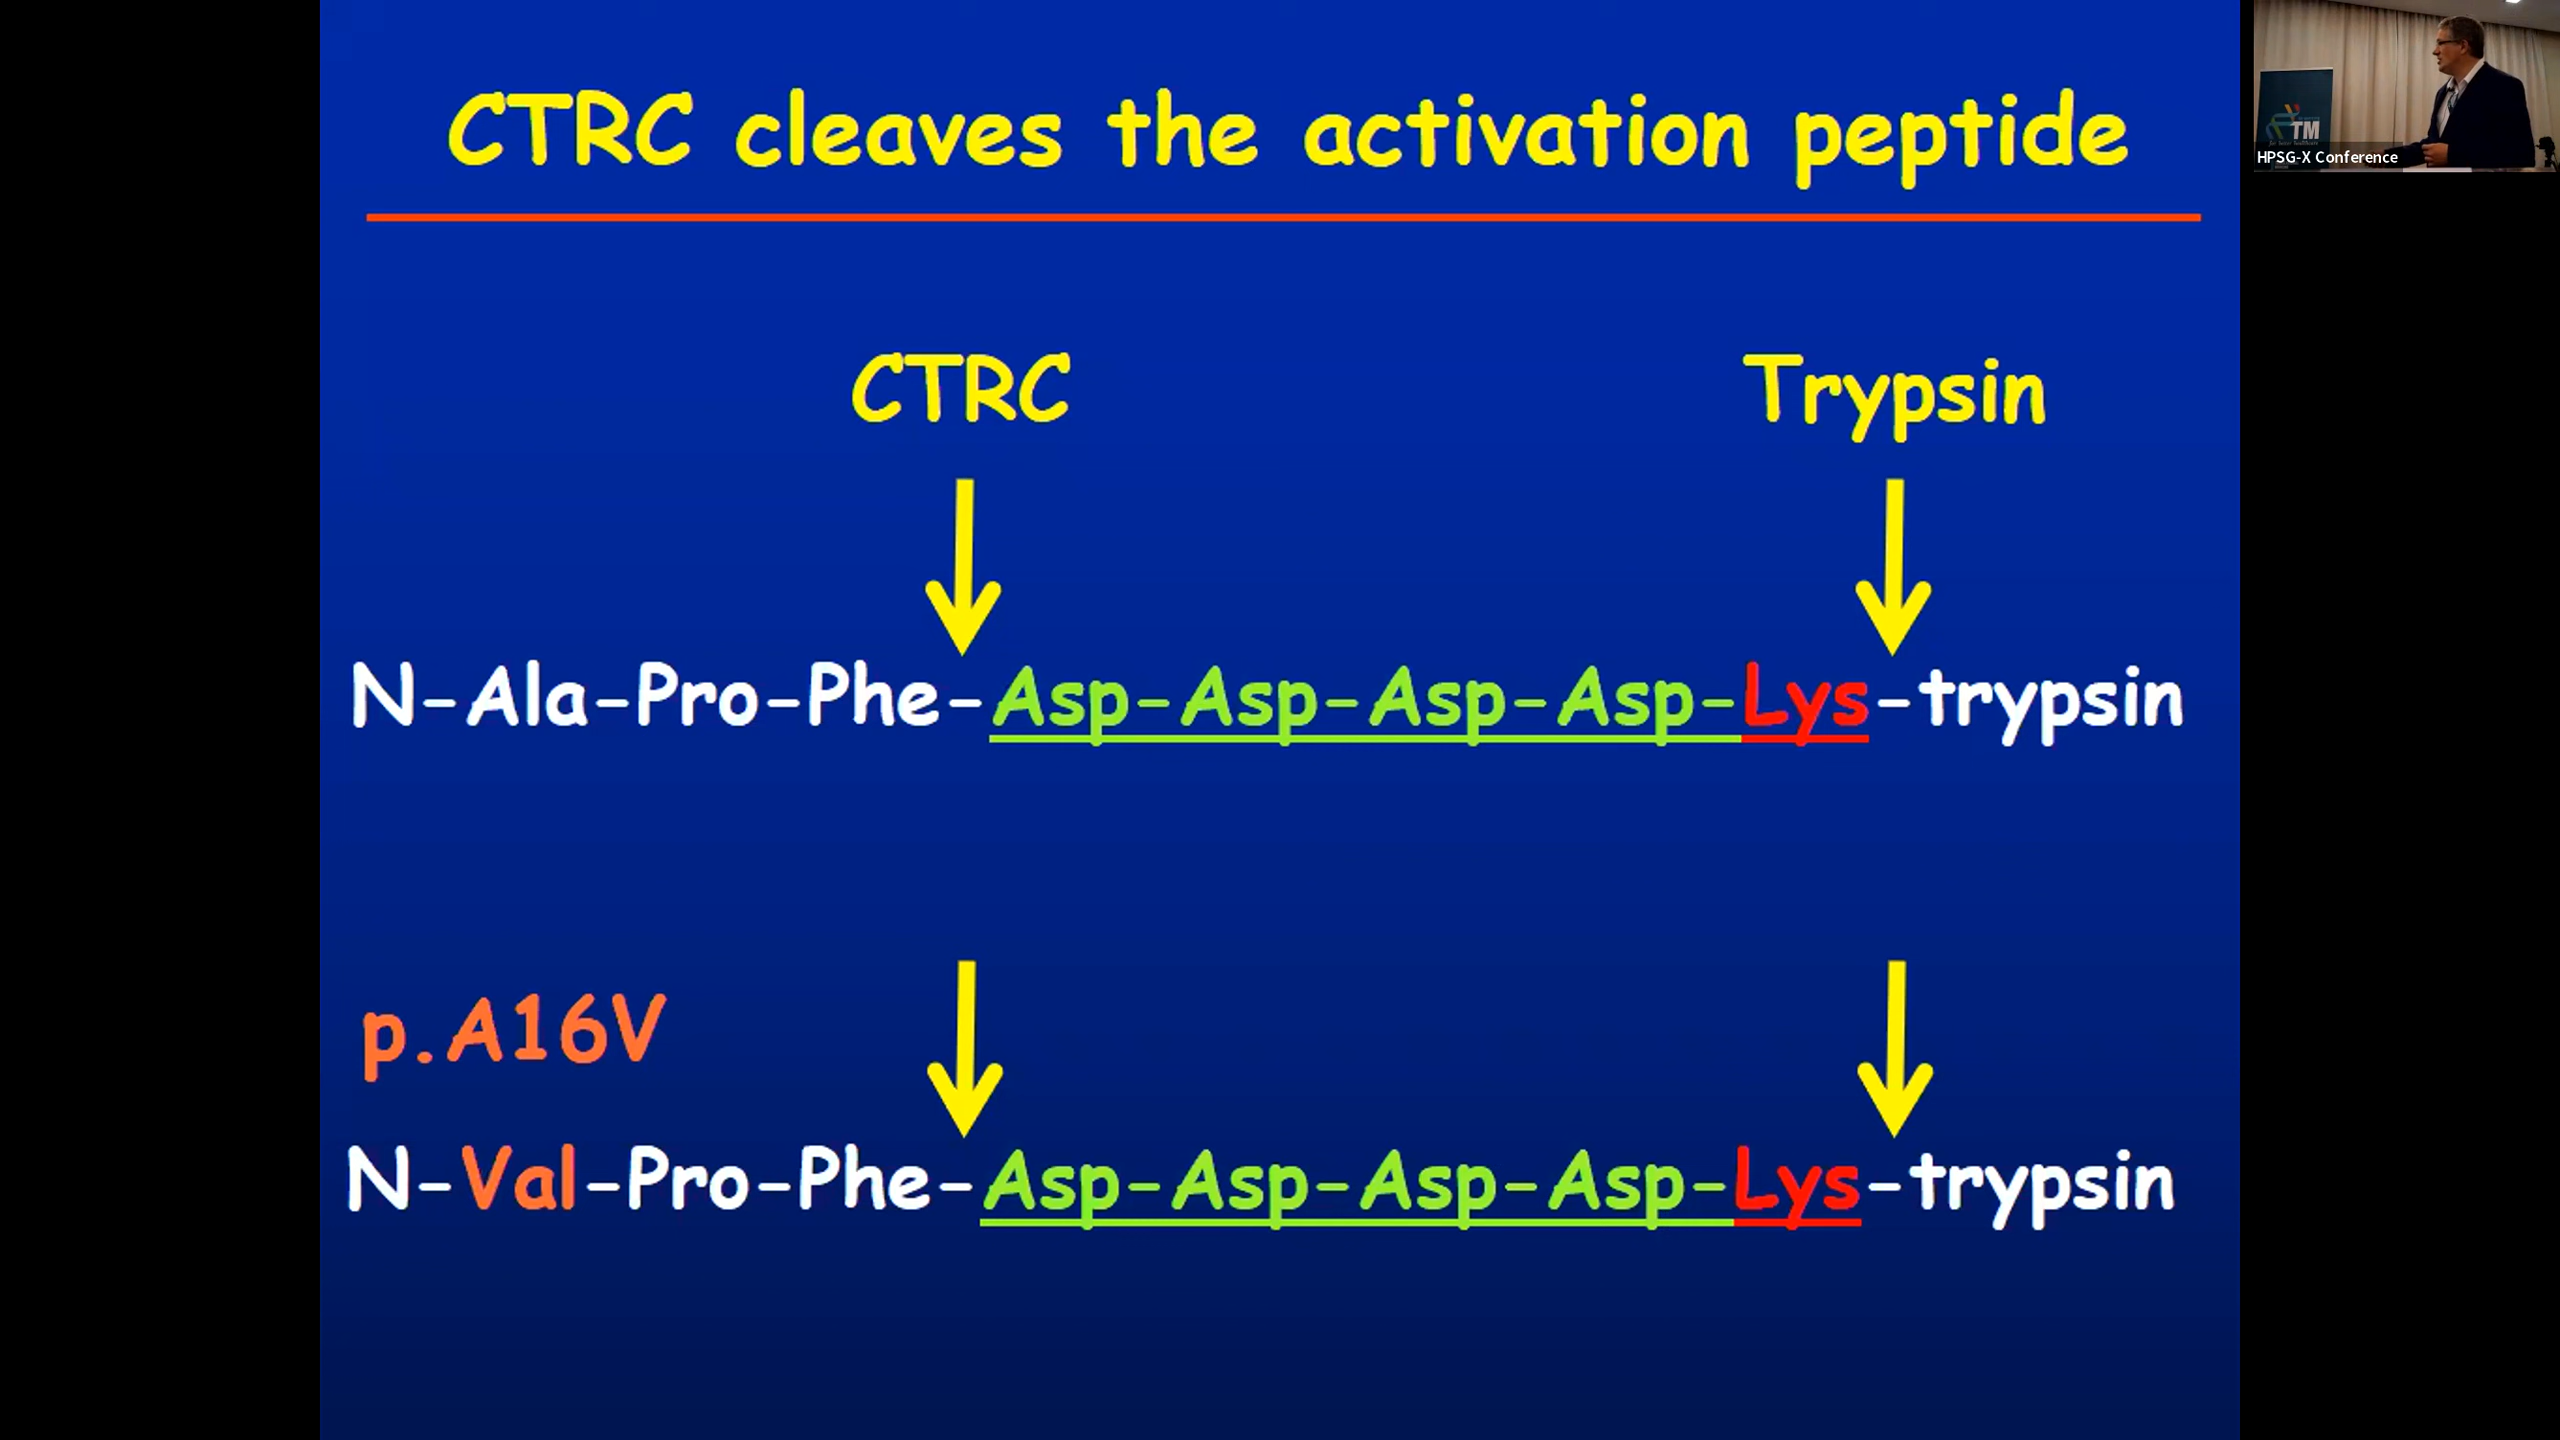 CTRC cleaves the activation peptide
CTRC Trypsin
N-Ala-Pro-Phe-Asp-Asp-Asp-Asp-Lys-trypsin
p.A16V
N-Val-Pro-Phe-Asp-Asp-Asp-Asp-Lys-trypsin
TM
HPSG-X Conference